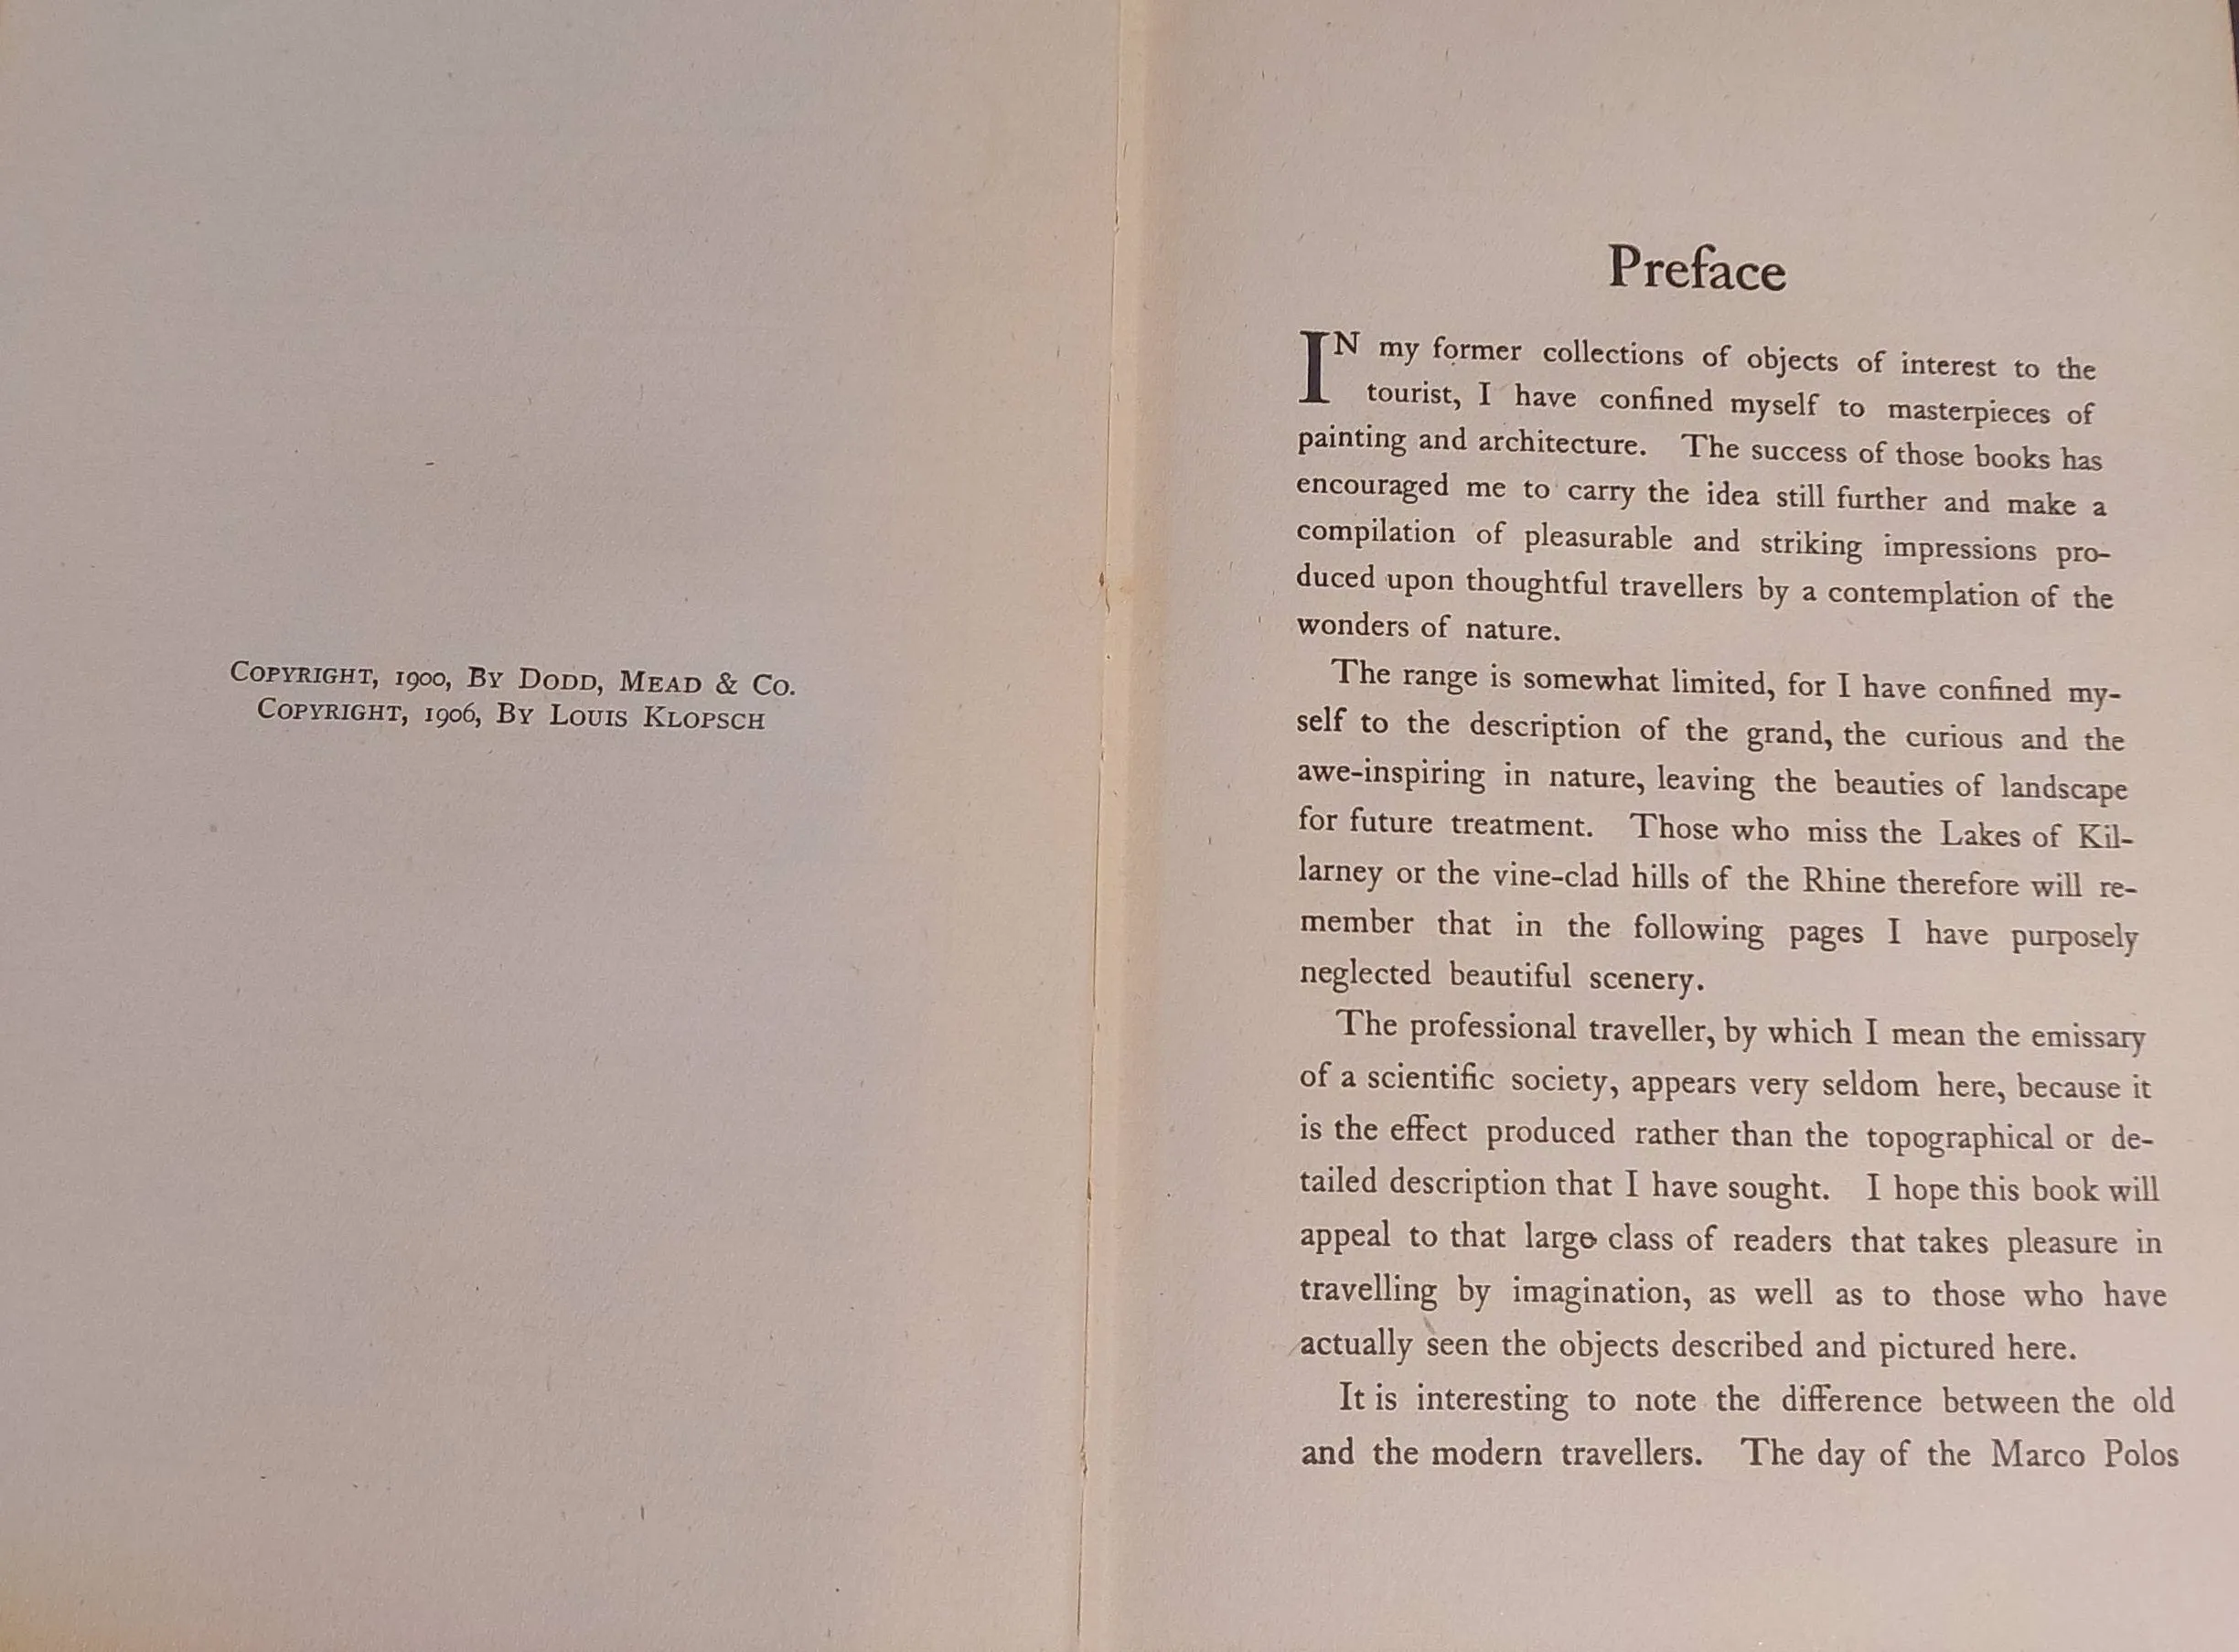 COPYRIGHT, 1900, BY DODD, MEAD & CO.
COPYRIGHT, 1906, BY LOUIS KLOPSCH
Preface
IN my former collections of objects of interest to the
tourist, I have confined myself to masterpieces of
painting and architecture. The success of those books has
encouraged me to carry the idea still further and make a
compilation of pleasurable and striking impressions pro-
duced upon thoughtful travellers by a contemplation of the
wonders of nature.
The range is somewhat limited, for I have confined my-
self to the description of the grand, the curious and the
awe-inspiring in nature, leaving the beauties of landscape
for future treatment. Those who miss the Lakes of Kil-
larney or the vine-clad hills of the Rhine therefore will re-
member that in the following pages I have purposely
neglected beautiful scenery.
The professional traveller, by which I mean the emissary
of a scientific society, appears very seldom here, because it
is the effect produced rather than the topographical or de-
tailed description that I have sought. I hope this book will
appeal to that large class of readers that takes pleasure in
travelling by imagination, as well as to those who have
actually seen the objects described and pictured here.
It is interesting to note the difference between the old
and the modern travellers. The day of the Marco Polos